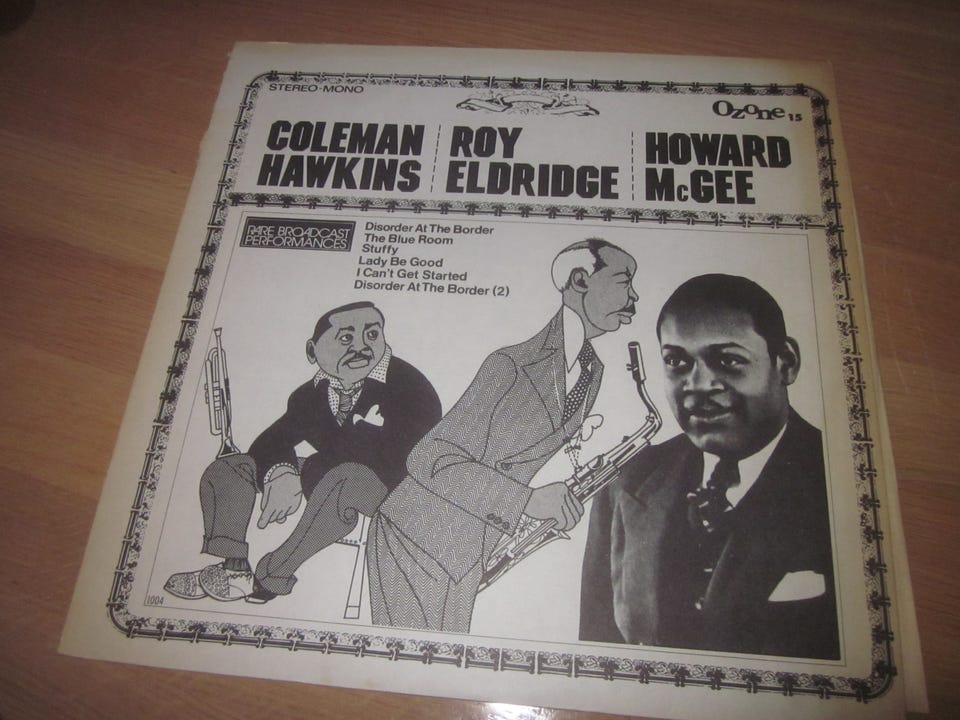 STEREO-MONO
Ozone 15
COLEMAN
HAWKINS
ROY
ELDRIDGE
HOWARD
McGEE
RARE BROADCAST
PERFORMANCES
Disorder At The Border
The Blue Room
Stuffy
Lady Be Good
I Can't Get Started
Disorder At The Border (2)
1004